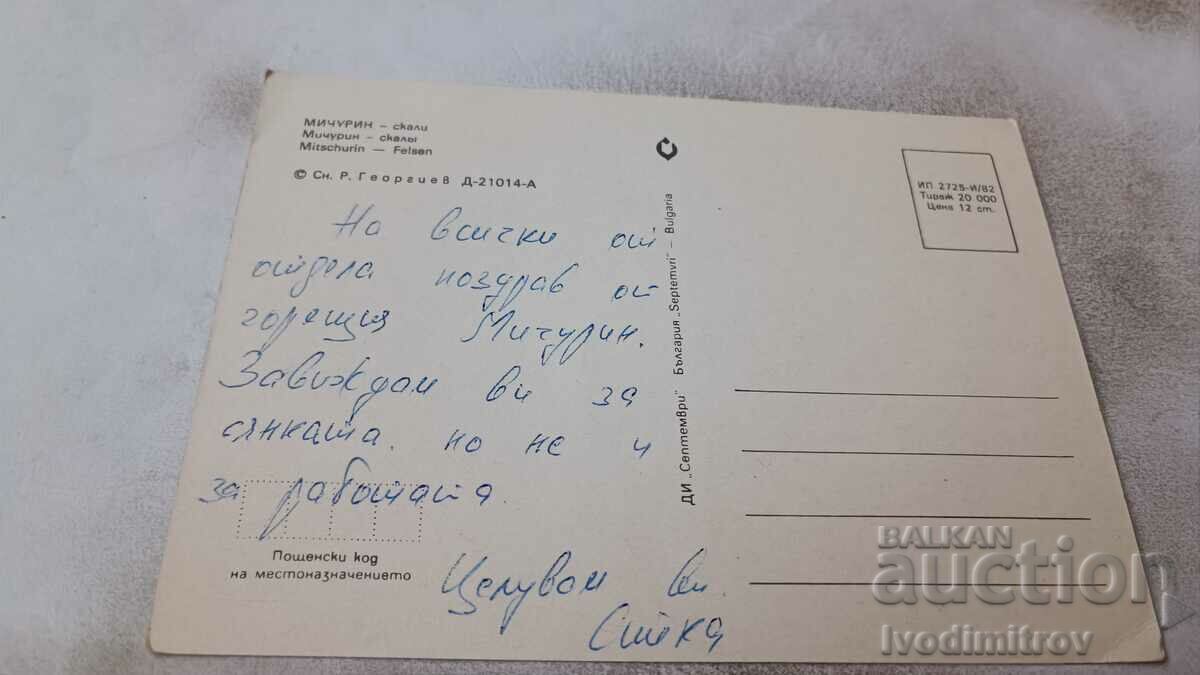 МИЧУРИН – скали
Мичурин – скалы
Mitschurin — Felsen
© Сн. Р. Георгиев Д-21014-А
На всички от
отдела поздрав от
горещия Мичурин.
Завиждам ви за
сянката, но не и
за работата.
Целувам ви
Пощенски код
на местоназначението
ДИ „Септември" България „Septemvri" – Bulgaria
ИП 2725-И/82
Тираж 20 000
Цена 12 ст.
BALKAN
auction
Ivodimitrov